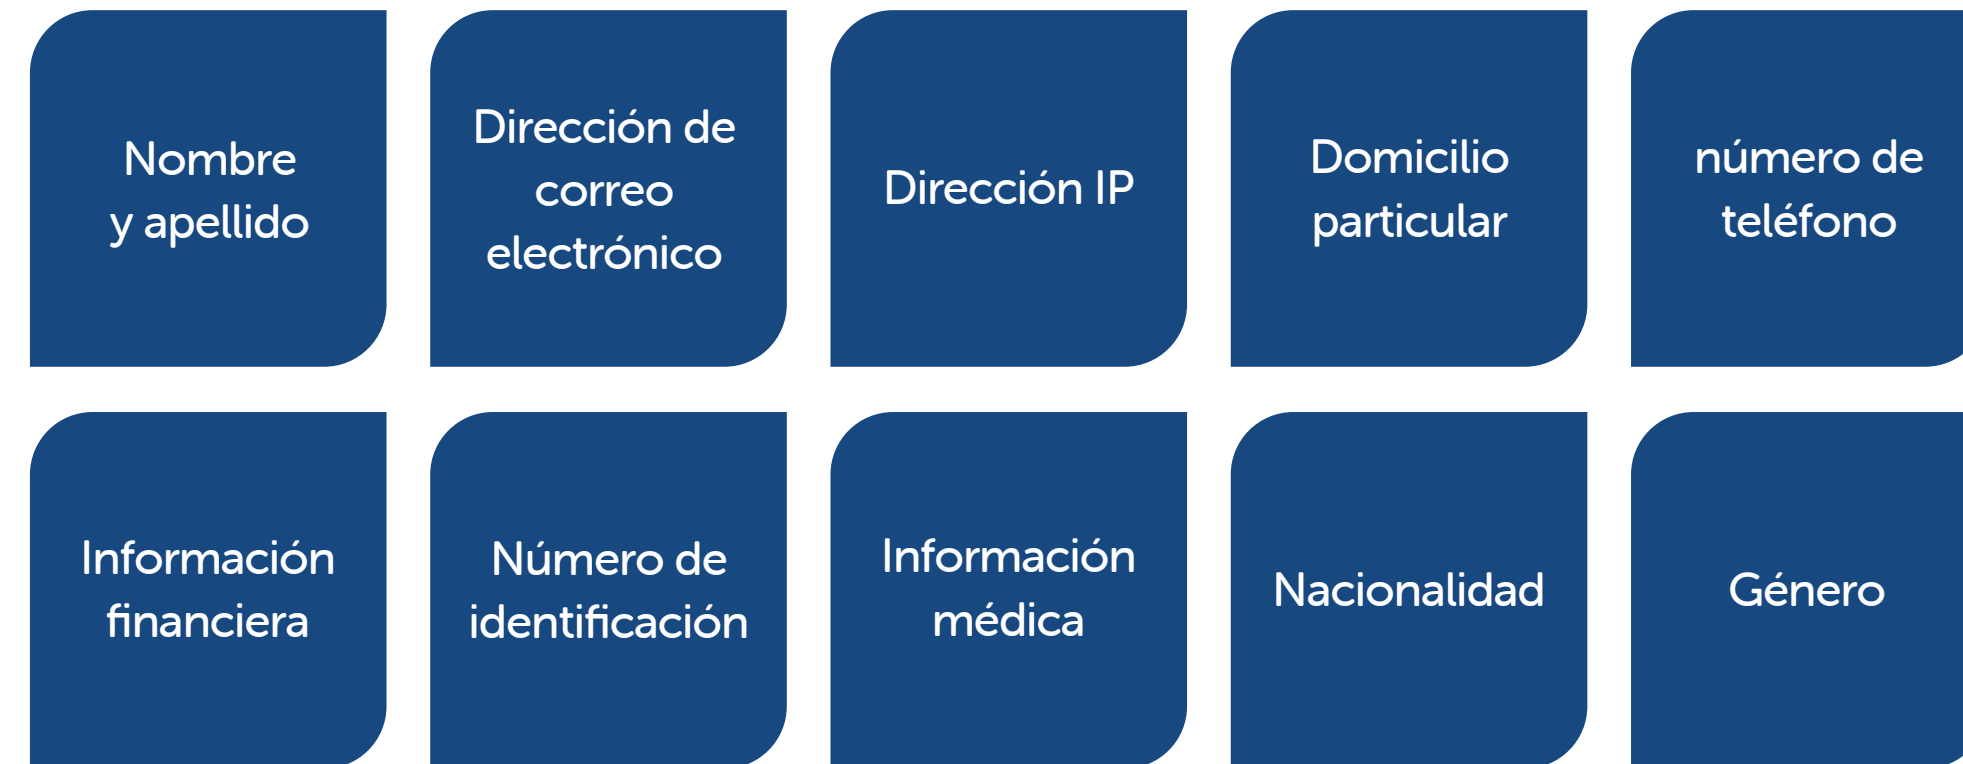 Nombre
y apellido
Dirección de
correo
electrónico
Dirección IP
Domicilio
particular
número de
teléfono
Información
financiera
Número de
identificación
Información
médica
Nacionalidad
Género